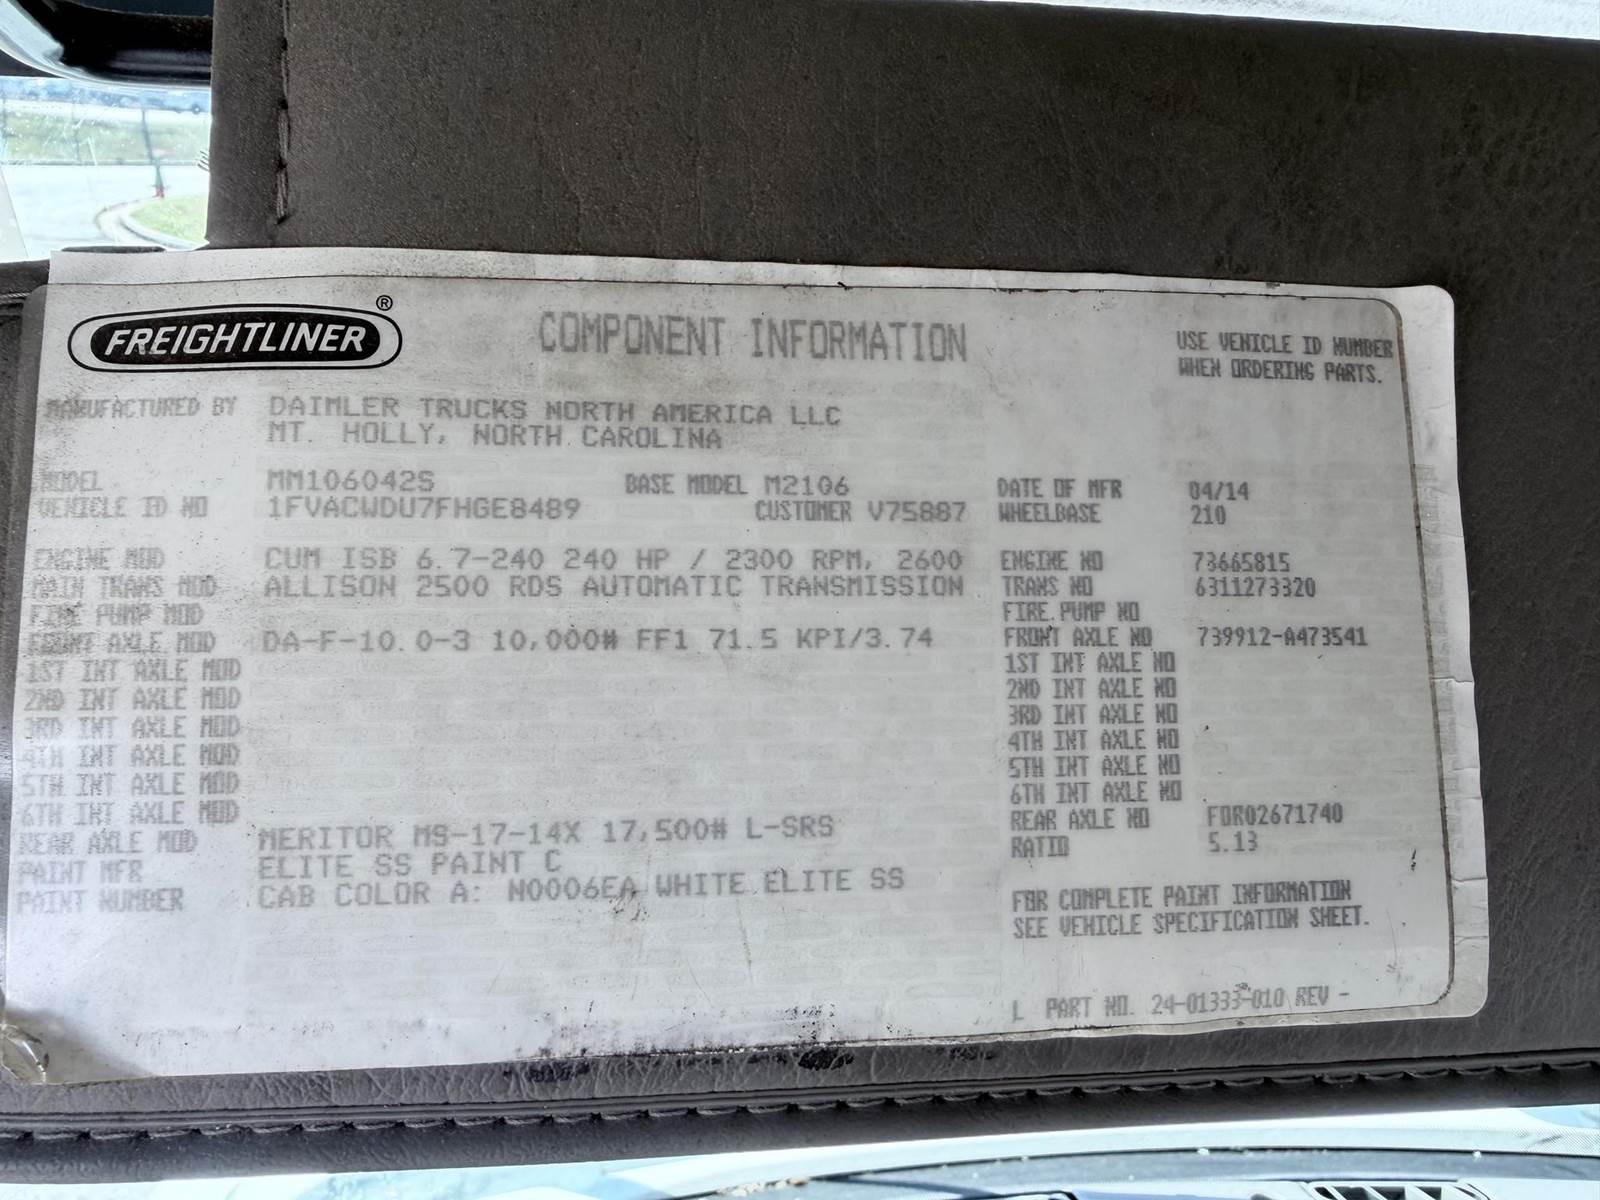 FREIGHTLINER ®
COMPONENT INFORMATION
USE VEHICLE ID NUMBER
WHEN ORDERING PARTS.
MANUFACTURED BY DAIMLER TRUCKS NORTH AMERICA LLC
MT. HOLLY, NORTH CAROLINA
MODEL MM106042S BASE MODEL M2106 DATE OF MFR 04/14
VEHICLE ID NO 1FVACWDU7FHGE8489 CUSTOMER V75887 WHEELBASE 210
ENGINE MOD CUM ISB 6.7-240 240 HP / 2300 RPM, 2600 ENGINE NO 73665815
MAIN TRANS MOD ALLISON 2500 RDS AUTOMATIC TRANSMISSION TRANS NO 6311273320
FIRE PUMP MOD FIRE PUMP NO
FRONT AXLE MOD DA-F-10.0-3 10,000# FF1 71.5 KPI/3.74 FRONT AXLE NO 739912-A473541
1ST INT AXLE MOD 1ST INT AXLE NO
2ND INT AXLE MOD 2ND INT AXLE NO
3RD INT AXLE MOD 3RD INT AXLE NO
4TH INT AXLE MOD 4TH INT AXLE NO
5TH INT AXLE MOD 5TH INT AXLE NO
6TH INT AXLE MOD 6TH INT AXLE NO
REAR AXLE MOD MERITOR MS-17-14X 17,500# L-SRS REAR AXLE NO FDR02671740
RATIO 5.13
PAINT MFR ELITE SS PAINT C
PAINT NUMBER CAB COLOR A: N0006EA WHITE ELITE SS
FOR COMPLETE PAINT INFORMATION
SEE VEHICLE SPECIFICATION SHEET.
L PART NO. 24-01333-010 REV -